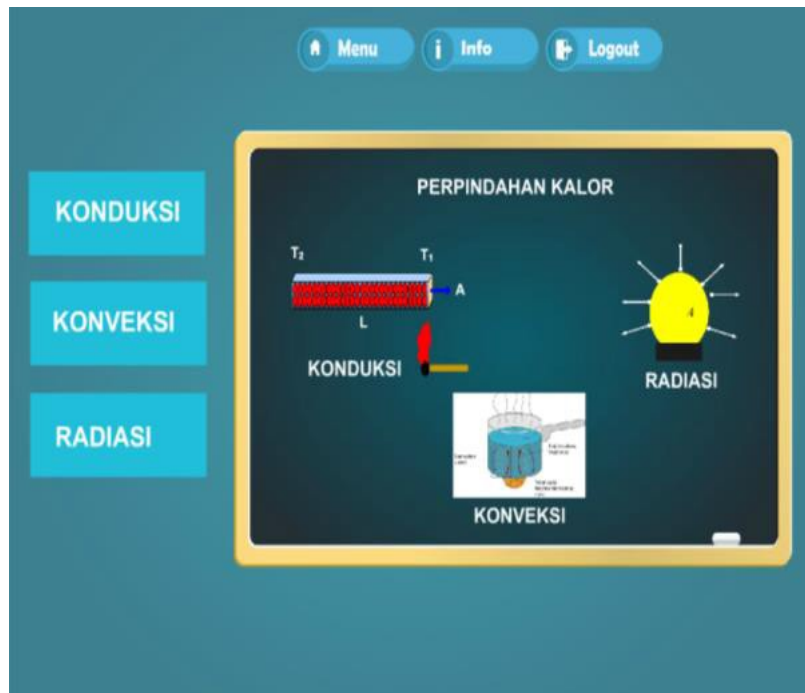 Menu
Info
Logout
KONDUKSI
KONVEKSI
RADIASI
PERPINDAHAN KALOR
T₂
T₁
A
L
KONDUKSI
A
RADIASI
KONVEKSI